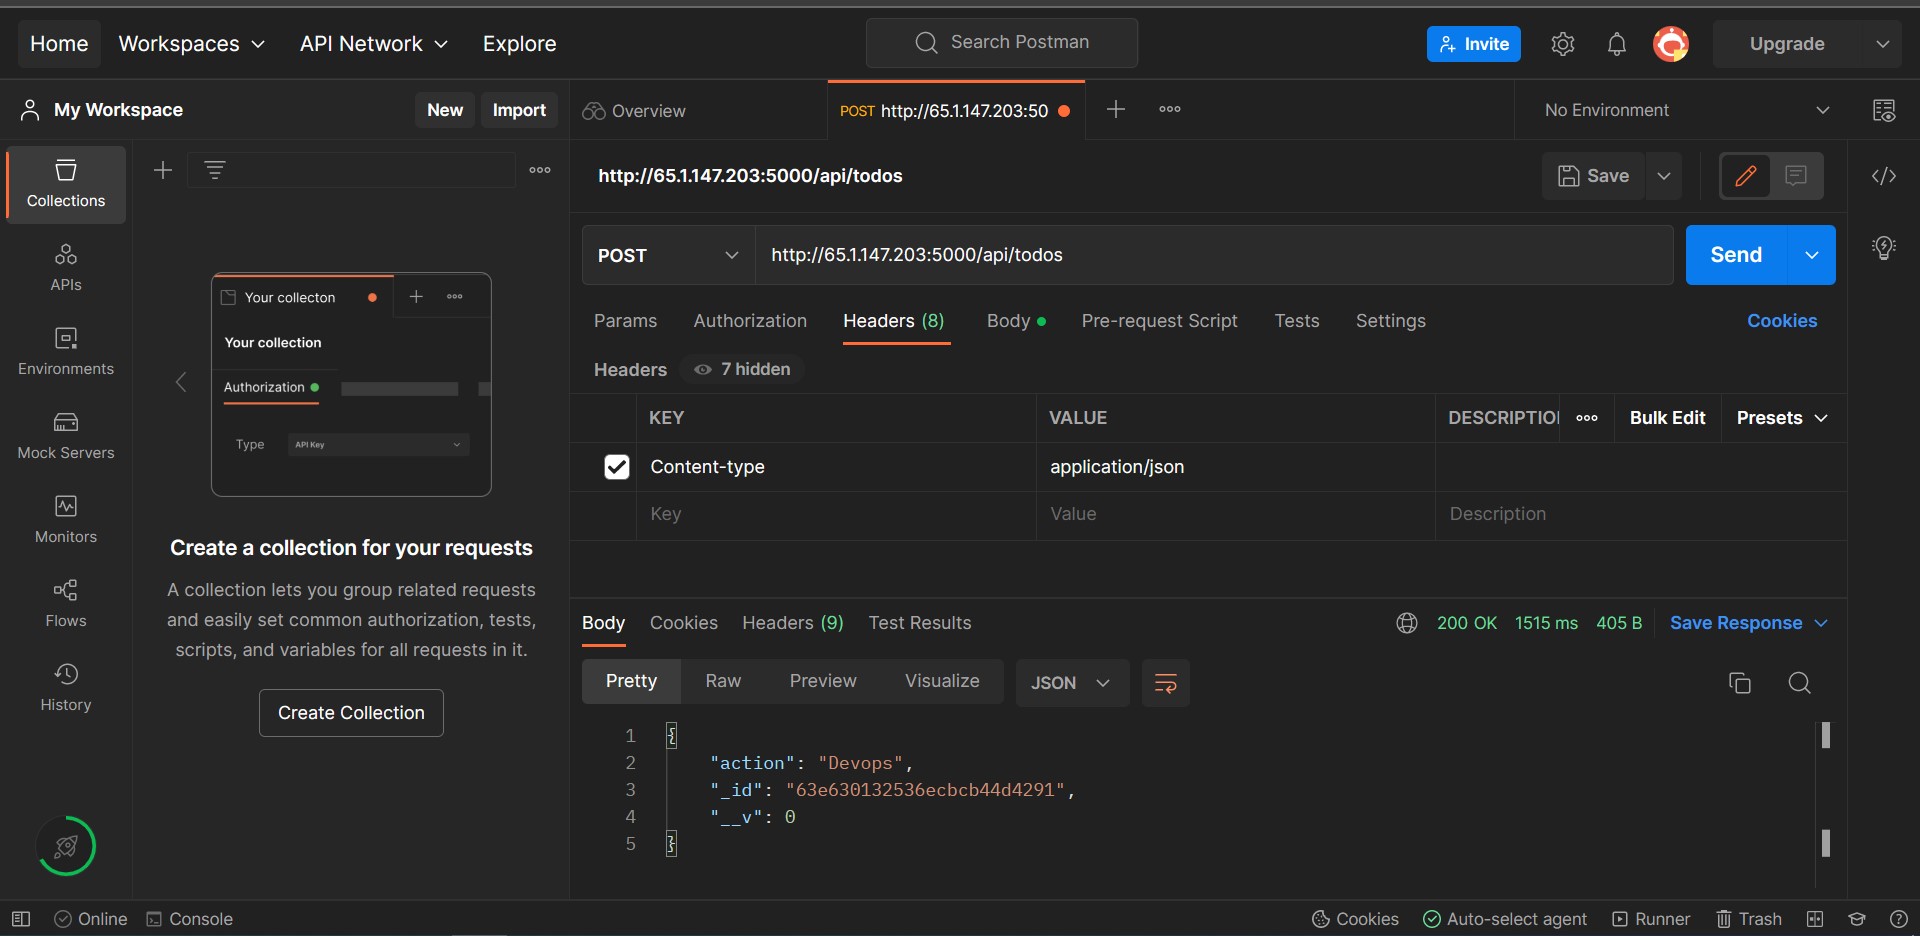 Home Workspaces API Network Explore Search Postman Invite Upgrade
My Workspace New Import
Overview POST http://65.1.147.203:50 No Environment
Collections
APIs
Environments
Mock Servers
Monitors
Flows
History
Your collecton
Your collection
Authorization
Type API Key
Create a collection for your requests
A collection lets you group related requests
and easily set common authorization, tests,
scripts, and variables for all requests in it.
Create Collection
http://65.1.147.203:5000/api/todos Save
POST http://65.1.147.203:5000/api/todos Send
Params Authorization Headers (8) Body Pre-request Script Tests Settings Cookies
Headers 7 hidden
KEY VALUE DESCRIPTIO Bulk Edit Presets
Content-type application/json
Key Value Description
Body Cookies Headers (9) Test Results 200 OK 1515 ms 405 B Save Response
Pretty Raw Preview Visualize JSON
1 {
2 "action": "Devops",
3 "_id": "63e630132536ecbcb44d4291",
4 "__v": 0
5 }
Online Console Cookies Auto-select agent Runner Trash